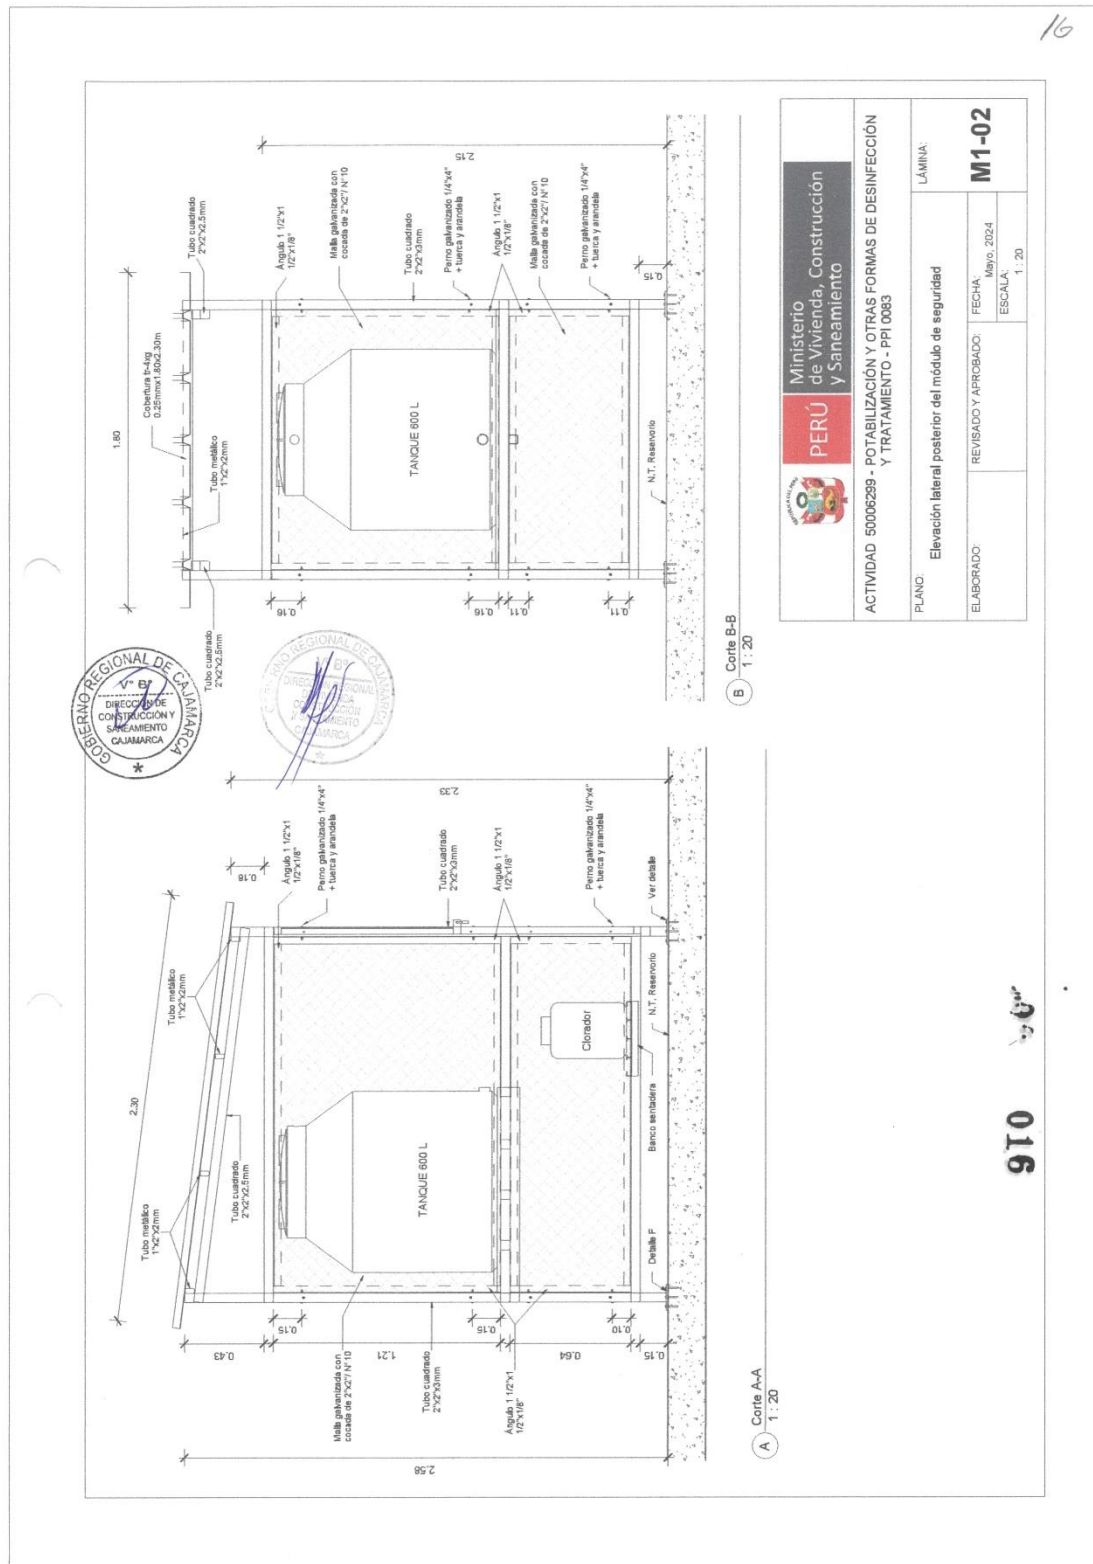 16
GOBIERNO REGIONAL DE CAJAMARCA
V° B°
DIRECCIÓN DE
CONSTRUCCIÓN Y
SANEAMIENTO
CAJAMARCA
GOBIERNO REGIONAL DE CAJAMARCA
V° B°
DIRECCIÓN REGIONAL
CONSTRUCCIÓN
Y SANEAMIENTO
CAJAMARCA
2.30
Tubo metálico
1"x2"x2mm
Tubo metálico
1"x2"x2mm
Tubo cuadrado
2"x2"x2.5mm
0.18
2.33
Ángulo 1 1/2"x1
1/2"x1/8"
Perno galvanizado 1/4"x4"
+ tuerca y arandela
Tubo cuadrado
2"x2"x3mm
Ángulo 1 1/2"x1
1/2"x1/8"
Perno galvanizado 1/4"x4"
+ tuerca y arandela
Ver detalle
0.43
0.15
1.21
0.15
0.64
0.10
0.15
2.58
Malla galvanizada con
cocada de 2"x2"/ N°10
Tubo cuadrado
2"x2"x3mm
Ángulo 1 1/2"x1
1/2"x1/8"
TANQUE 600 L
Clorador
Detalle F
Banco sentadera
N.T. Reservorio
A
Corte A-A
1 : 20
1.80
Cobertura tr-4xg
0.25mmx1.80x2.30m
Tubo metálico
1"x2"x2mm
Tubo cuadrado
2"x2"x2.5mm
Tubo cuadrado
2"x2"x2.5mm
2.15
Ángulo 1 1/2"x1
1/2"x1/8"
Malla galvanizada con
cocada de 2"x2"/ N°10
Tubo cuadrado
2"x2"x3mm
Perno galvanizado 1/4"x4"
+ tuerca y arandela
Ángulo 1 1/2"x1
1/2"x1/8"
Malla galvanizada con
cocada de 2"x2"/ N°10
Perno galvanizado 1/4"x4"
+ tuerca y arandela
0.15
0.16
0.16
0.11
0.11
TANQUE 600 L
N.T. Reservorio
B
Corte B-B
1 : 20
REPÚBLICA DEL PERÚ
PERÚ
Ministerio
de Vivienda, Construcción
y Saneamiento
ACTIVIDAD 50006299 - POTABILIZACIÓN Y OTRAS FORMAS DE DESINFECCIÓN
Y TRATAMIENTO - PPI 0083
PLANO:
Elevación lateral posterior del módulo de seguridad
LÁMINA:
M1-02
ELABORADO:
REVISADO Y APROBADO:
FECHA:
Mayo, 2024
ESCALA:
1 : 20
016